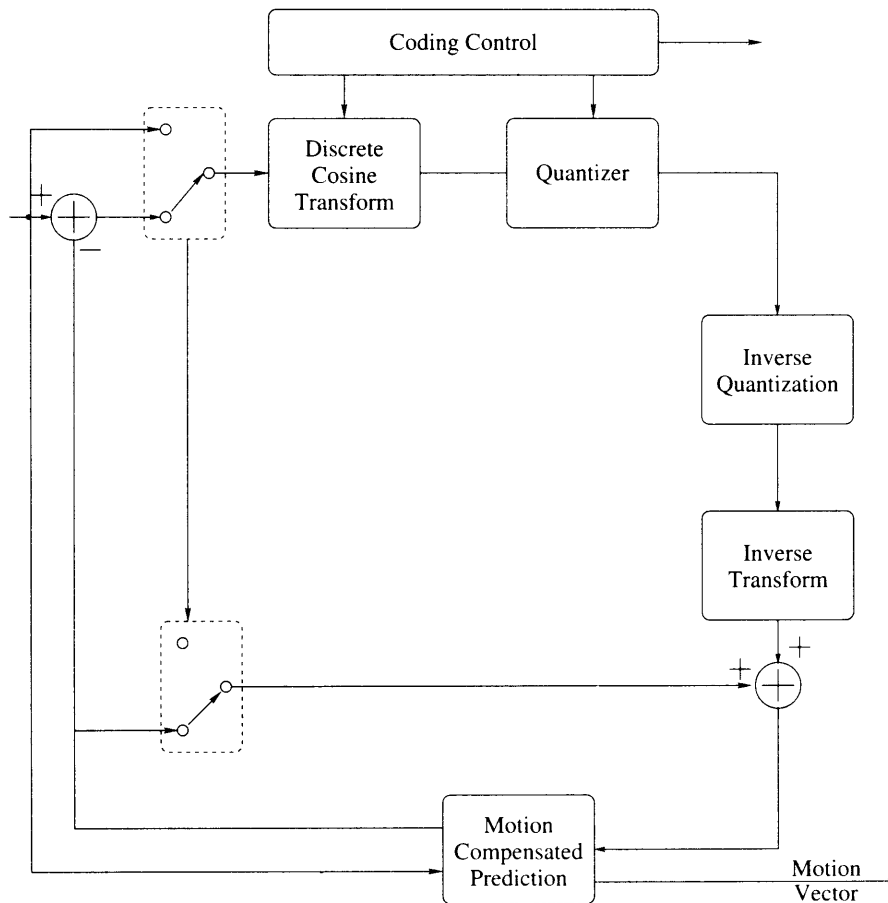 Coding Control
Discrete
Cosine
Transform
Quantizer
+
+
−
Inverse
Quantization
Inverse
Transform
+
+
+
Motion
Compensated
Prediction
Motion
Vector